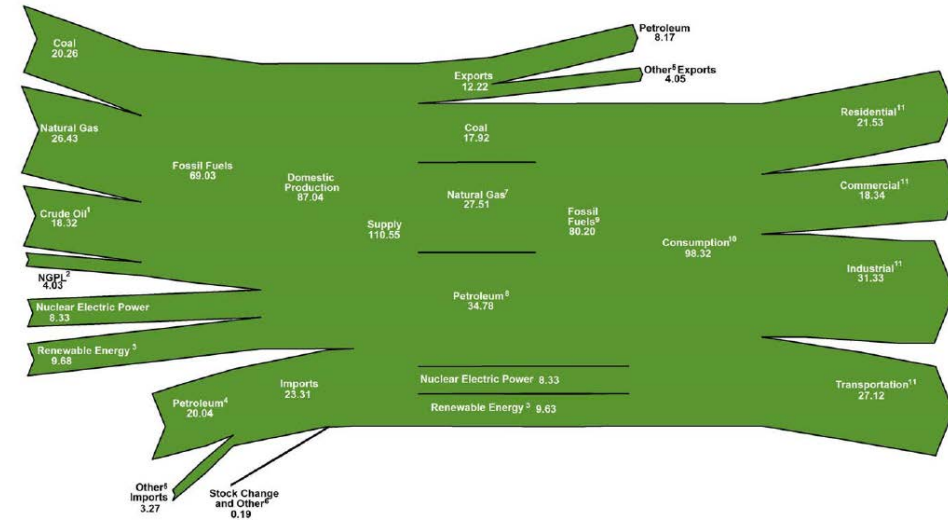 Coal
20.26
Natural Gas
26.43
Crude Oil¹
18.32
NGPL²
4.03
Nuclear Electric Power
8.33
Renewable Energy ³
9.68
Petroleum⁴
20.04
Other⁵
Imports
3.27
Stock Change
and Other⁶
0.19
Imports
23.31
Fossil Fuels
69.03
Domestic
Production
87.04
Supply
110.55
Exports
12.22
Petroleum
8.17
Other⁵ Exports
4.05
Coal
17.92
Natural Gas⁷
27.51
Petroleum⁸
34.78
Nuclear Electric Power 8.33
Renewable Energy ³ 9.63
Fossil
Fuels⁹
80.20
Consumption¹⁰
98.32
Residential¹¹
21.53
Commercial¹¹
18.34
Industrial¹¹
31.33
Transportation¹¹
27.12